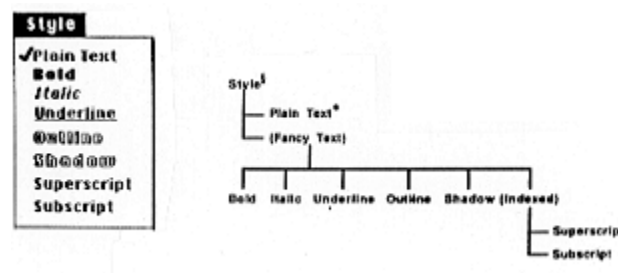 Style
✓Plain Text
Bold
Italic
Underline
Outline
Shadow
Superscript
Subscript
Style§
Plain Text*
(Fancy Text)
Bold Italic Underline Outline Shadow (Indexed)
Superscrip
Subscript